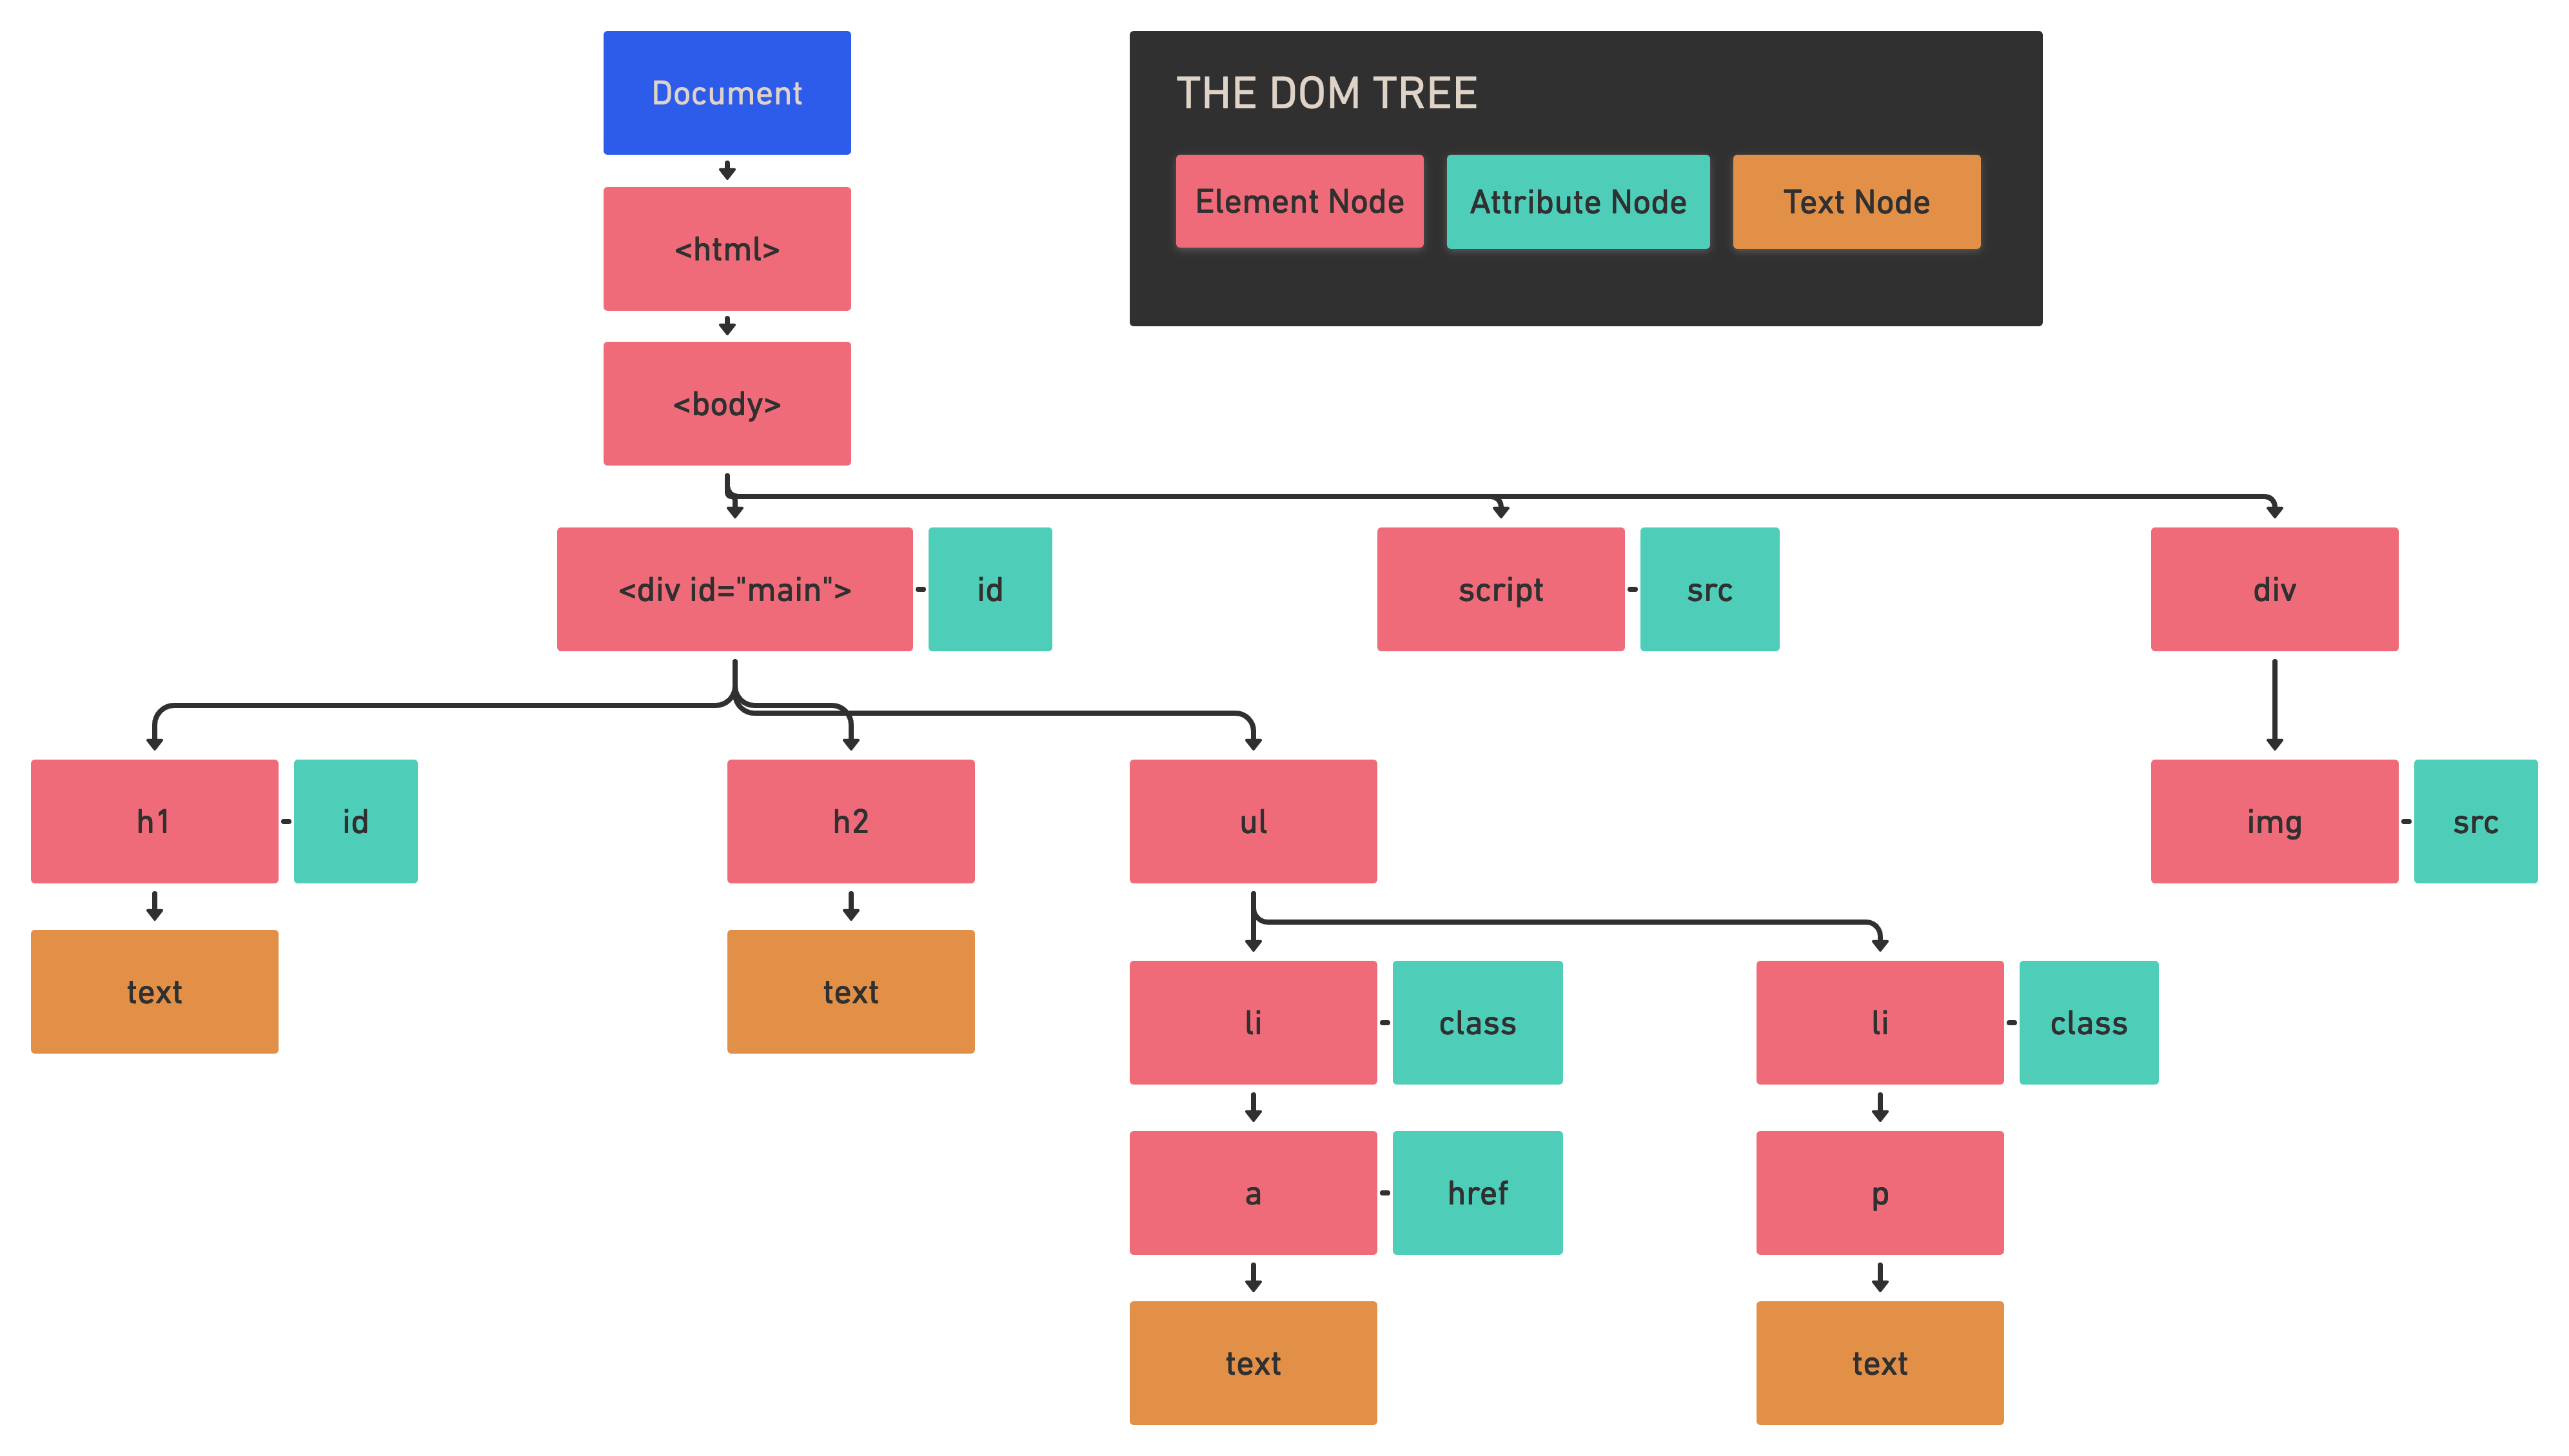 Document
THE DOM TREE
Element Node
Attribute Node
Text Node
<html>
<body>
<div id="main">
id
script
src
div
h1
id
h2
ul
img
src
text
text
li
class
li
class
a
href
p
text
text